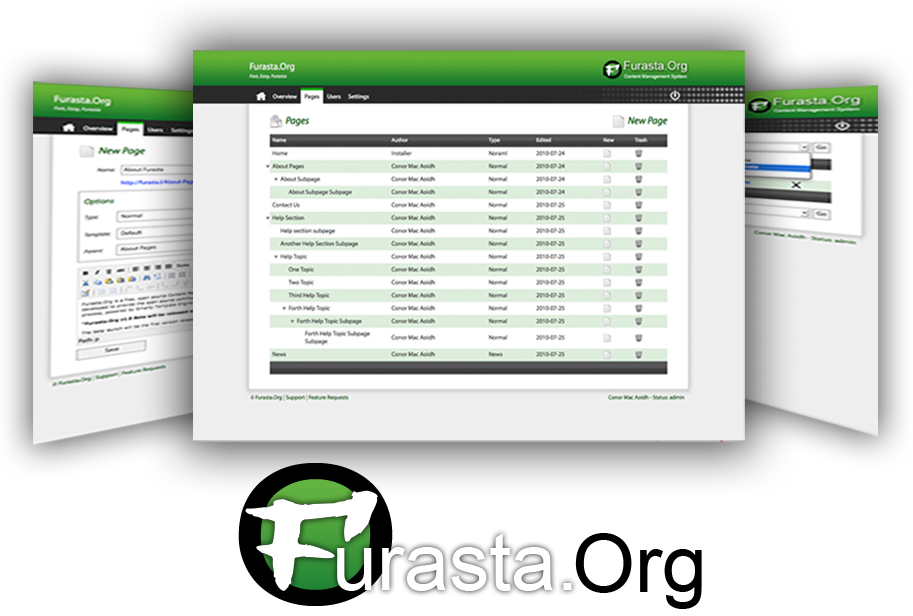 Furasta.Org
Fast, Easy, Furasta
Furasta.Org
Content Management System
Overview Pages Users Settings
Pages
New Page
Name Author Type Edited New Trash
Home Installer Noraml 2010-07-24
About Pages Conor Mac Aoidh Normal 2010-07-24
About Subpage Conor Mac Aoidh Normal 2010-07-24
About Subpage Subpage Conor Mac Aoidh Normal 2010-07-24
Contact Us Conor Mac Aoidh Normal 2010-07-25
Help Section Conor Mac Aoidh Normal 2010-07-25
Help section subpage Conor Mac Aoidh Normal 2010-07-25
Another Help Section Subpage Conor Mac Aoidh Normal 2010-07-25
Help Topic Conor Mac Aoidh Normal 2010-07-25
One Topic Conor Mac Aoidh Normal 2010-07-25
Two Topic Conor Mac Aoidh Normal 2010-07-25
Third Help Topic Conor Mac Aoidh Normal 2010-07-25
Forth Help Topic Conor Mac Aoidh Normal 2010-07-25
Forth Help Topic Subpage Conor Mac Aoidh Normal 2010-07-25
Forth Help Topic Subpage
Subpage Conor Mac Aoidh Normal 2010-07-25
News Conor Mac Aoidh News 2010-07-25
© Furasta.Org | Support | Feature Requests
Conor Mac Aoidh - Status: admin
Furasta.Org
Fast, Easy, Furasta
Overview Pages Users Settings
New Page
Name: About Furasta
Options
Type: Normal
Template: Default
Parent: About Pages
Path: p
Save
© Furasta.Org | Support | Feature Requests
Furasta.Org
Content Management System
Go
Go
Conor Mac Aoidh - Status: admin
Furasta.Org